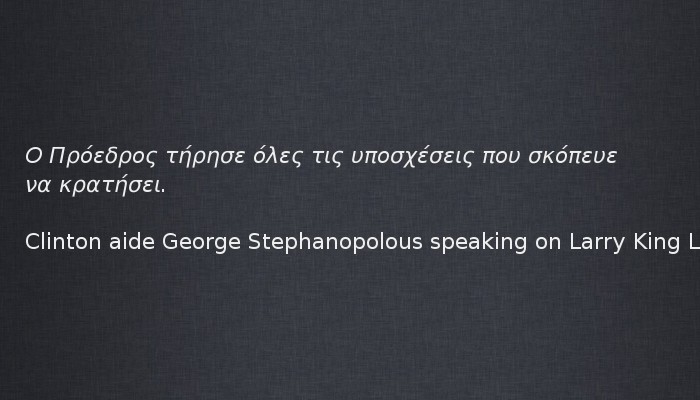 Ο Πρόεδρος τήρησε όλες τις υποσχέσεις που σκόπευε
να κρατήσει.
Clinton aide George Stephanopolous speaking on Larry King L